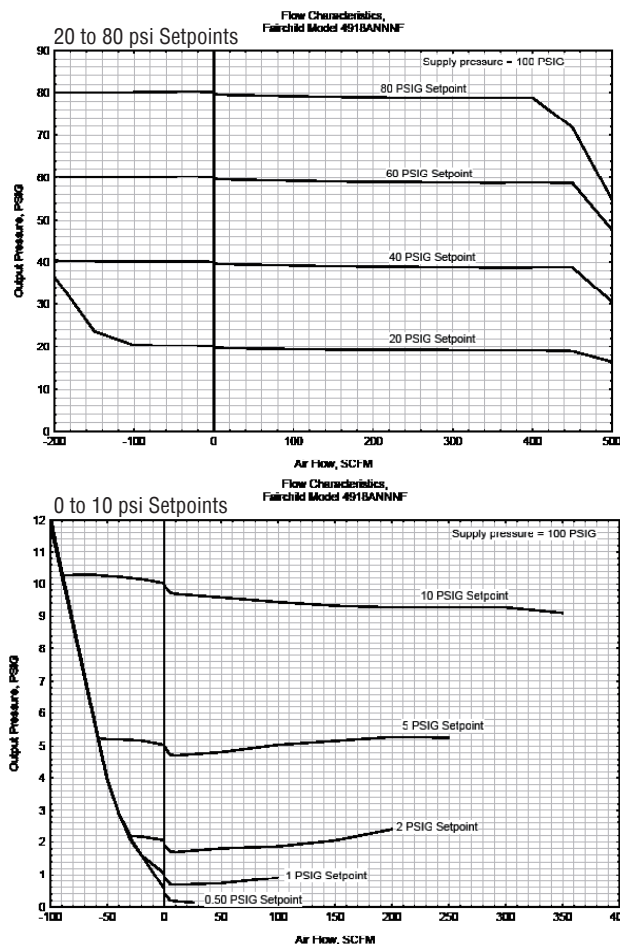 Flow Characteristics,
Fairchild Model 4918ANNNF
20 to 80 psi Setpoints
Supply pressure = 100 PSIG
80 PSIG Setpoint
60 PSIG Setpoint
40 PSIG Setpoint
20 PSIG Setpoint
Output Pressure, PSIG
90
80
70
60
50
40
30
20
10
0
-200 -100 0 100 200 300 400 500
Air Flow, SCFM
Flow Characteristics,
Fairchild Model 4918ANNNF
0 to 10 psi Setpoints
Supply pressure = 100 PSIG
10 PSIG Setpoint
5 PSIG Setpoint
2 PSIG Setpoint
1 PSIG Setpoint
0.50 PSIG Setpoint
Output Pressure, PSIG
12
11
10
9
8
7
6
5
4
3
2
1
0
-100 -50 0 50 100 150 200 250 300 350 400
Air Flow, SCFM